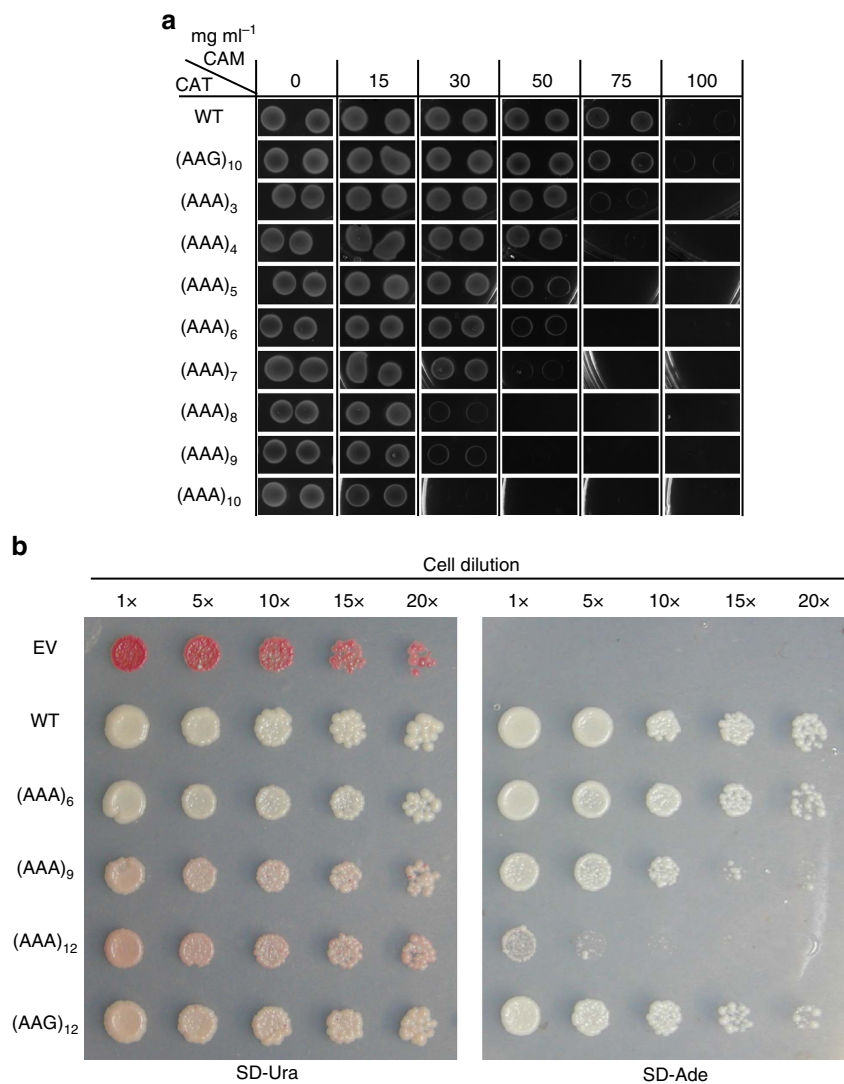 a
mg ml⁻¹
CAM
CAT
0 15 30 50 75 100
WT
(AAG)₁₀
(AAA)₃
(AAA)₄
(AAA)₅
(AAA)₆
(AAA)₇
(AAA)₈
(AAA)₉
(AAA)₁₀
b
Cell dilution
1× 5× 10× 15× 20× 1× 5× 10× 15× 20×
EV
WT
(AAA)₆
(AAA)₉
(AAA)₁₂
(AAG)₁₂
SD-Ura SD-Ade